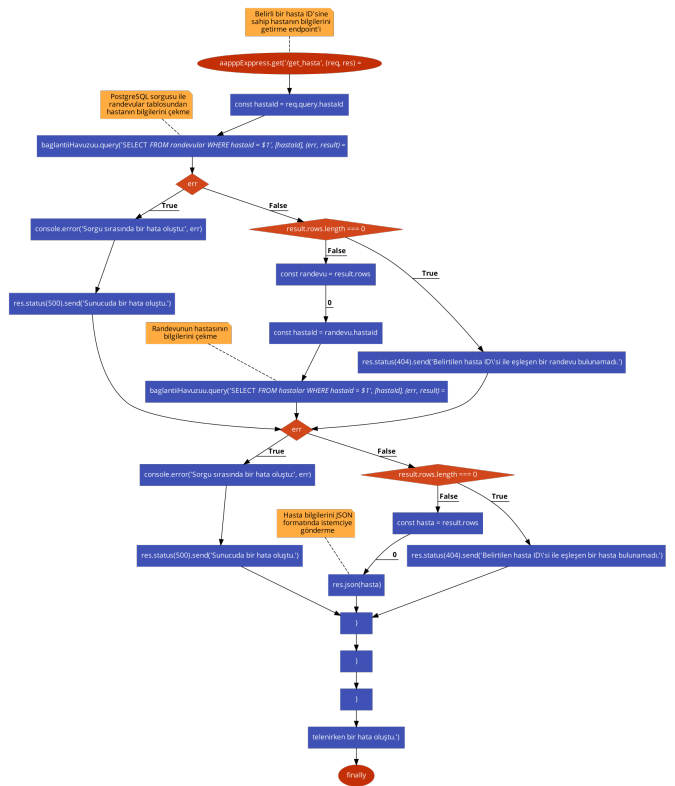 Belirli bir hasta ID'sine
sahip hastanın bilgilerini
getirme endpoint'i
aapppExppress.get('/get_hasta', (req, res) =
PostgreSQL sorgusu ile
randevular tablosundan
hastanın bilgilerini çekme
const hastaId = req.query.hastaId
baglantiiHavuzuu.query('SELECT FROM randevular WHERE hastaid = $1', [hastaId], (err, result) =
err
True
False
console.error('Sorgu sırasında bir hata oluştu:', err)
result.rows.length === 0
False
True
const randevu = result.rows
res.status(500).send('Sunucuda bir hata oluştu.')
0
Randevunun hastasının
bilgilerini çekme
const hastaId = randevu.hastaid
res.status(404).send('Belirtilen hasta ID\'si ile eşleşen bir randevu bulunamadı.')
baglantiiHavuzuu.query('SELECT FROM hastalar WHERE hastaid = $1', [hastaId], (err, result) =
err
True
False
console.error('Sorgu sırasında bir hata oluştu:', err)
result.rows.length === 0
False
True
Hasta bilgilerini JSON
formatında istemciye
gönderme
const hasta = result.rows
res.status(500).send('Sunucuda bir hata oluştu.')
0
res.status(404).send('Belirtilen hasta ID\'si ile eşleşen bir hasta bulunamadı.')
res.json(hasta)
)
)
)
telenirken bir hata oluştu.')
finally